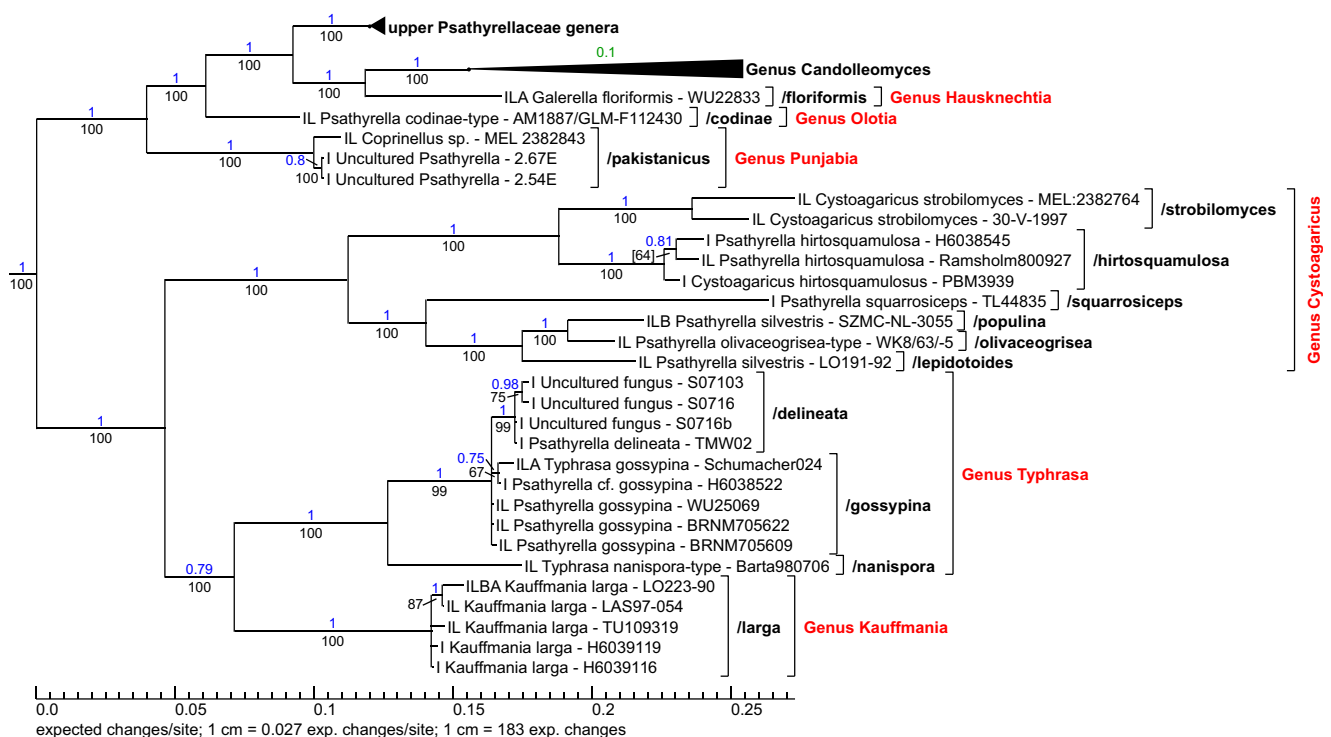 1
100
upper Psathyrellaceae genera
1
100
0.1
1
100
1
100
Genus Candolleomyces
1
100
ILA Galerella floriformis - WU22833
/floriformis
Genus Hausknechtia
1
100
IL Psathyrella codinae-type - AM1887/GLM-F112430
/codinae
Genus Olotia
1
100
IL Coprinellus sp. - MEL 2382843
0.8
100
I Uncultured Psathyrella - 2.67E
/pakistanicus
Genus Punjabia
I Uncultured Psathyrella - 2.54E
1
100
IL Cystoagaricus strobilomyces - MEL:2382764
/strobilomyces
IL Cystoagaricus strobilomyces - 30-V-1997
1
100
0.81
[64]
I Psathyrella hirtosquamulosa - H6038545
IL Psathyrella hirtosquamulosa - Ramsholm800927
/hirtosquamulosa
1
100
I Cystoagaricus hirtosquamulosus - PBM3939
Genus Cystoagaricus
1
100
1
100
I Psathyrella squarrosiceps - TL44835
/squarrosiceps
1
100
1
100
ILB Psathyrella silvestris - SZMC-NL-3055
/populina
IL Psathyrella olivaceogrisea-type - WK8/63/-5
/olivaceogrisea
1
100
IL Psathyrella silvestris - LO191-92
/lepidotoides
0.98
75
I Uncultured fungus - S07103
I Uncultured fungus - S0716
/delineata
1
99
I Uncultured fungus - S0716b
I Psathyrella delineata - TMW02
1
100
0.75
67
ILA Typhrasa gossypina - Schumacher024
Genus Typhrasa
1
99
I Psathyrella cf. gossypina - H6038522
IL Psathyrella gossypina - WU25069
/gossypina
IL Psathyrella gossypina - BRNM705622
1
100
IL Psathyrella gossypina - BRNM705609
IL Typhrasa nanispora-type - Barta980706
/nanispora
0.79
100
1
87
ILBA Kauffmania larga - LO223-90
IL Kauffmania larga - LAS97-054
1
100
IL Kauffmania larga - TU109319
/larga
Genus Kauffmania
I Kauffmania larga - H6039119
I Kauffmania larga - H6039116
0.0 0.05 0.1 0.15 0.2 0.25
expected changes/site; 1 cm = 0.027 exp. changes/site; 1 cm = 183 exp. changes